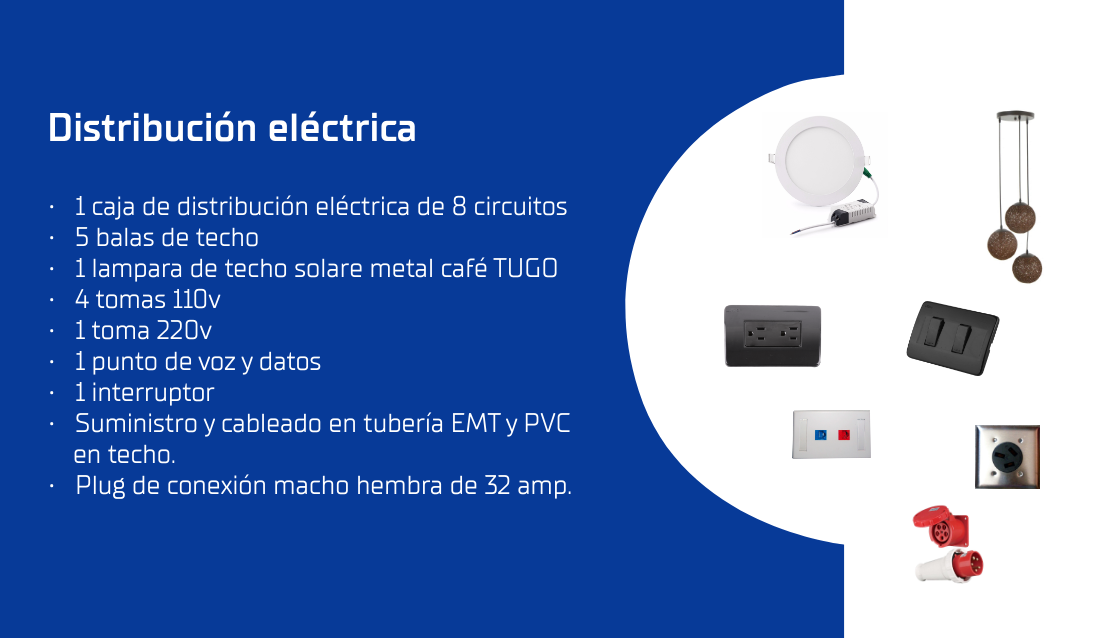 Distribución eléctrica
· 1 caja de distribución eléctrica de 8 circuitos
· 5 balas de techo
· 1 lampara de techo solare metal café TUGO
· 4 tomas 110v
· 1 toma 220v
· 1 punto de voz y datos
· 1 interruptor
· Suministro y cableado en tubería EMT y PVC
en techo.
· Plug de conexión macho hembra de 32 amp.